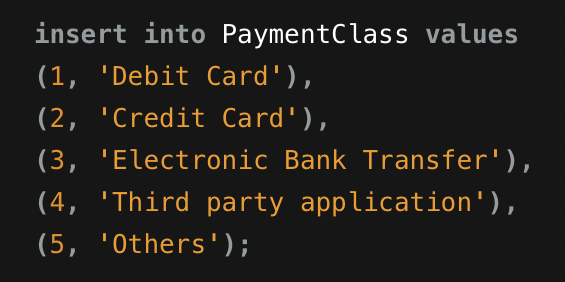 insert into PaymentClass values
(1, 'Debit Card'),
(2, 'Credit Card'),
(3, 'Electronic Bank Transfer'),
(4, 'Third party application'),
(5, 'Others');